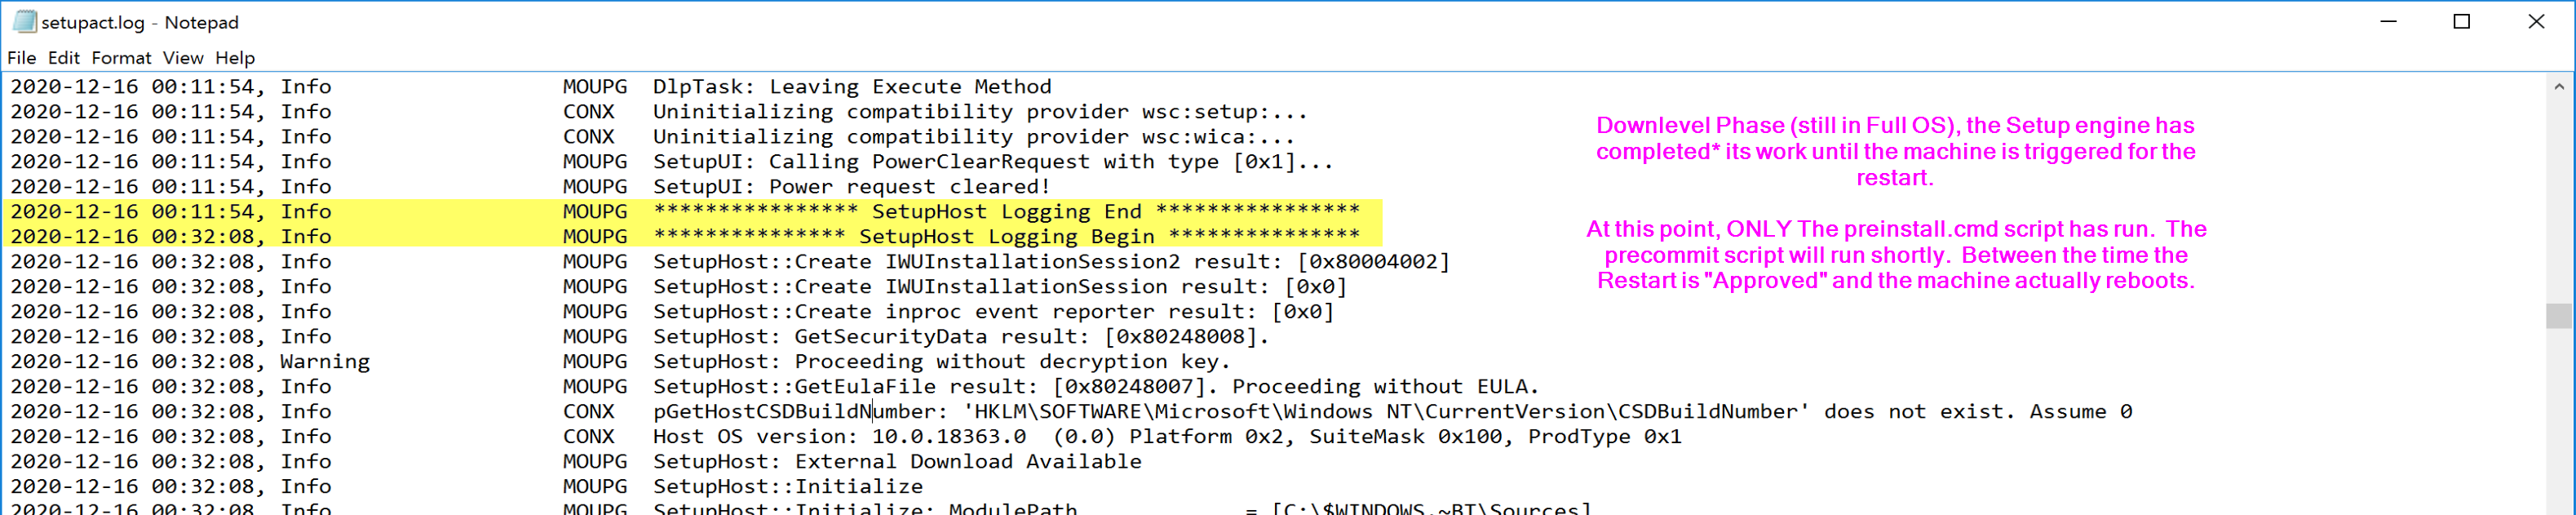 setupact.log - Notepad
File Edit Format View Help
2020-12-16 00:11:54, Info MOUPG DlpTask: Leaving Execute Method
2020-12-16 00:11:54, Info CONX Uninitializing compatibility provider wsc:setup:...
2020-12-16 00:11:54, Info CONX Uninitializing compatibility provider wsc:wica:...
2020-12-16 00:11:54, Info MOUPG SetupUI: Calling PowerClearRequest with type [0x1]...
2020-12-16 00:11:54, Info MOUPG SetupUI: Power request cleared!
2020-12-16 00:11:54, Info MOUPG **************** SetupHost Logging End ****************
2020-12-16 00:32:08, Info MOUPG *************** SetupHost Logging Begin ***************
2020-12-16 00:32:08, Info MOUPG SetupHost::Create IWUInstallationSession2 result: [0x80004002]
2020-12-16 00:32:08, Info MOUPG SetupHost::Create IWUInstallationSession result: [0x0]
2020-12-16 00:32:08, Info MOUPG SetupHost::Create inproc event reporter result: [0x0]
2020-12-16 00:32:08, Info MOUPG SetupHost: GetSecurityData result: [0x80248008].
2020-12-16 00:32:08, Warning MOUPG SetupHost: Proceeding without decryption key.
2020-12-16 00:32:08, Info MOUPG SetupHost::GetEulaFile result: [0x80248007]. Proceeding without EULA.
2020-12-16 00:32:08, Info CONX pGetHostCSDBuildNumber: 'HKLM\SOFTWARE\Microsoft\Windows NT\CurrentVersion\CSDBuildNumber' does not exist. Assume 0
2020-12-16 00:32:08, Info CONX Host OS version: 10.0.18363.0 (0.0) Platform 0x2, SuiteMask 0x100, ProdType 0x1
2020-12-16 00:32:08, Info MOUPG SetupHost: External Download Available
2020-12-16 00:32:08, Info MOUPG SetupHost::Initialize
2020-12-16 00:32:08, Info MOUPG SetupHost::Initialize: ModulePath = [C:\$WINDOWS.~BT\Sources]
Downlevel Phase (still in Full OS), the Setup engine has
completed* its work until the machine is triggered for the
restart.
At this point, ONLY The preinstall.cmd script has run. The
precommit script will run shortly. Between the time the
Restart is "Approved" and the machine actually reboots.